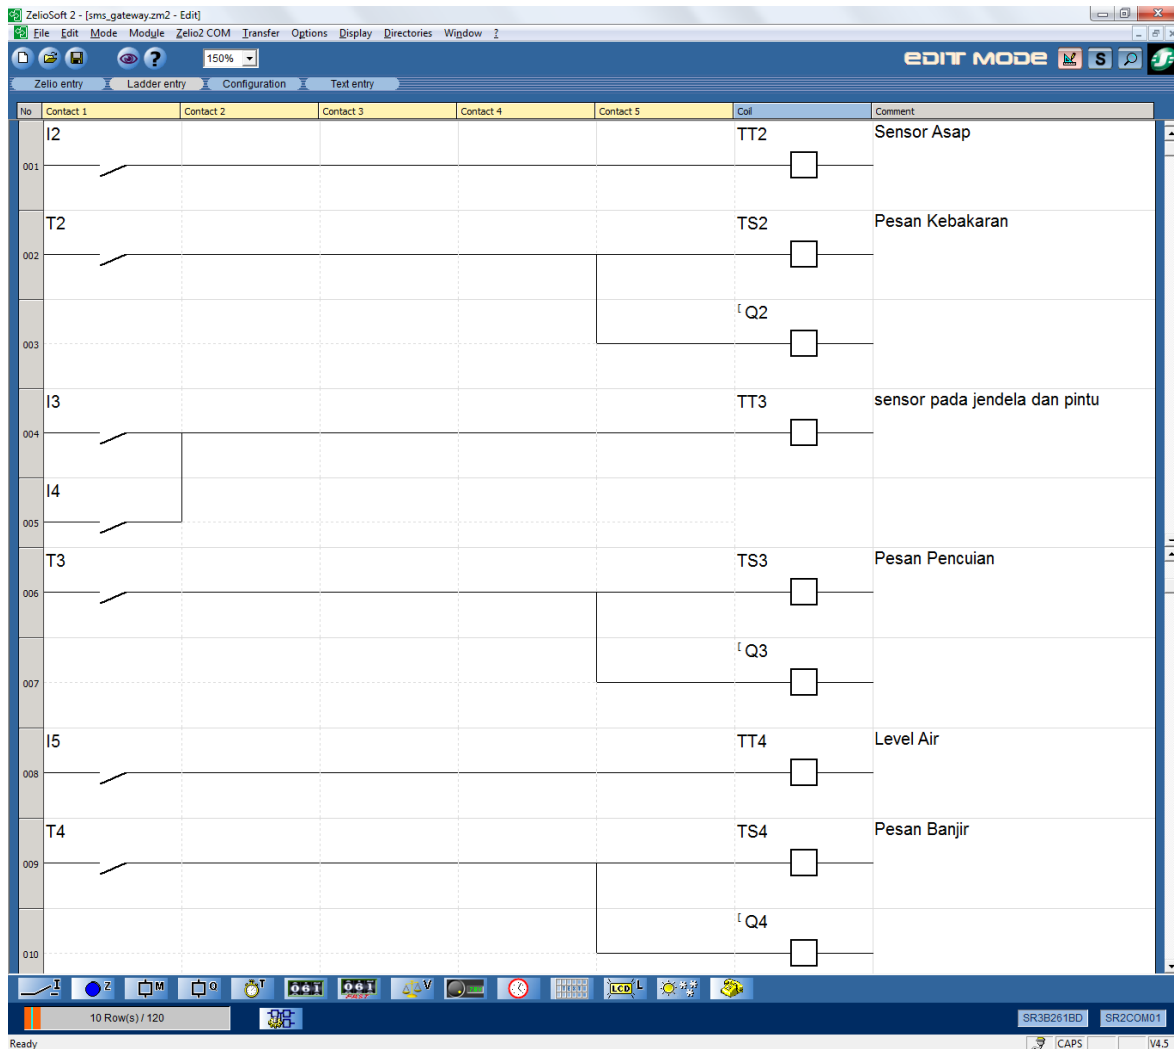 ZelioSoft 2 - [sms_gateway.zm2 - Edit]
File Edit Mode Module Zelio2 COM Transfer Options Display Directories Window ?
150% EDIT MODE S
Zelio entry Ladder entry Configuration Text entry
No Contact 1 Contact 2 Contact 3 Contact 4 Contact 5 Coil Comment
I2 TT2 Sensor Asap
001
T2 TS2 Pesan Kebakaran
002
[ Q2
003
I3 TT3 sensor pada jendela dan pintu
004
I4
005
T3 TS3 Pesan Pencuian
006
[ Q3
007
I5 TT4 Level Air
008
T4 TS4 Pesan Banjir
009
[ Q4
010
I Z M Q T 061 061 FAST V LCD L
10 Row(s) / 120 SR3B261BD SR2COM01
Ready CAPS V4.5